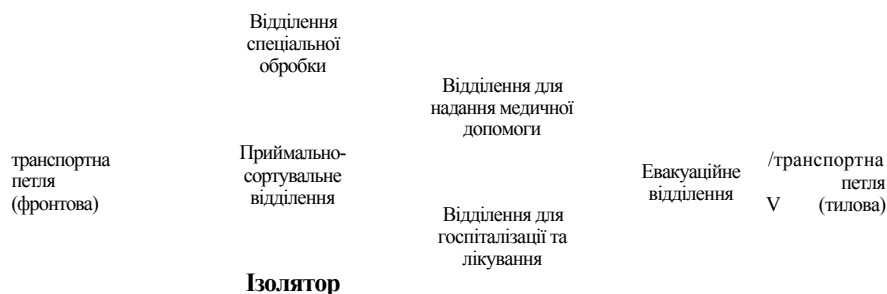 Відділення
спеціальної
обробки
Відділення для
надання медичної
допомоги
транспортна
петля
(фронтова)
Приймально-
сортувальне
відділення
Евакуаційне
відділення
/транспортна
петля
V (тилова)
Відділення для
госпіталізації та
лікування
Ізолятор